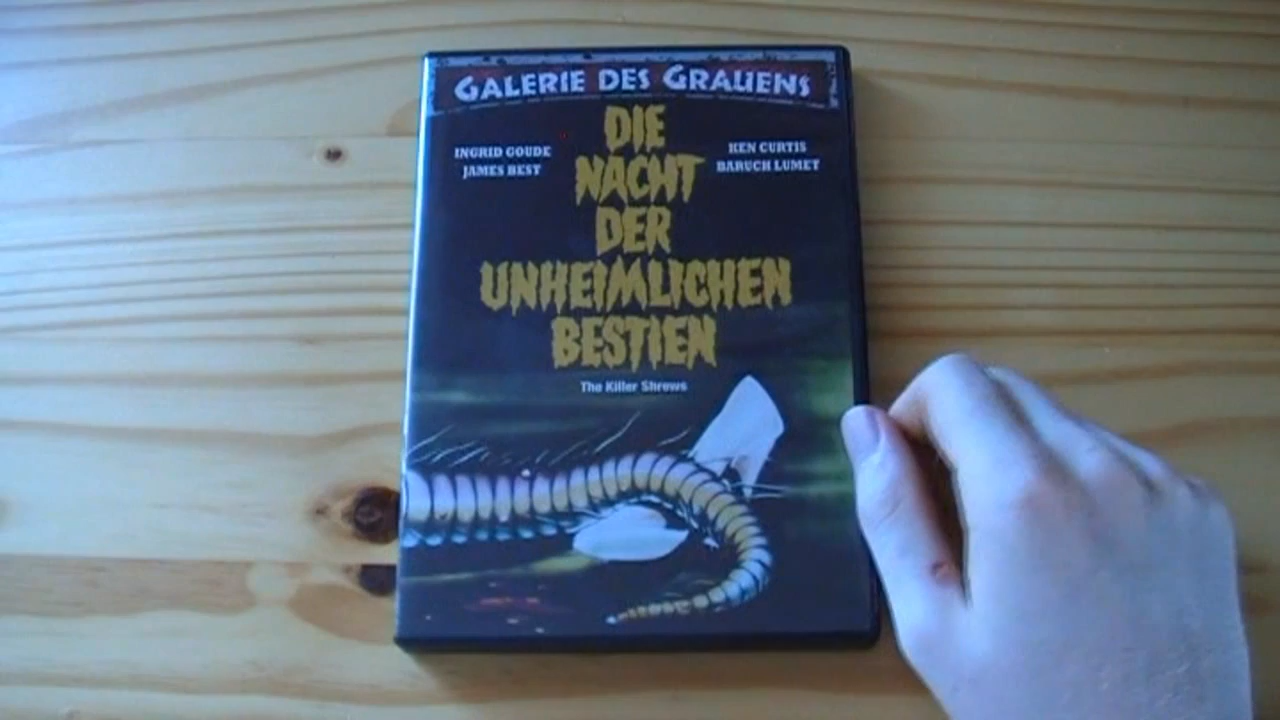 GALERIE DES GRAUENS
DIE
NACHT
DER
UNHEIMLICHEN
BESTIEN
INGRID GOUDE
JAMES BEST
KEN CURTIS
BARUCH LUMET
The Killer Shrews